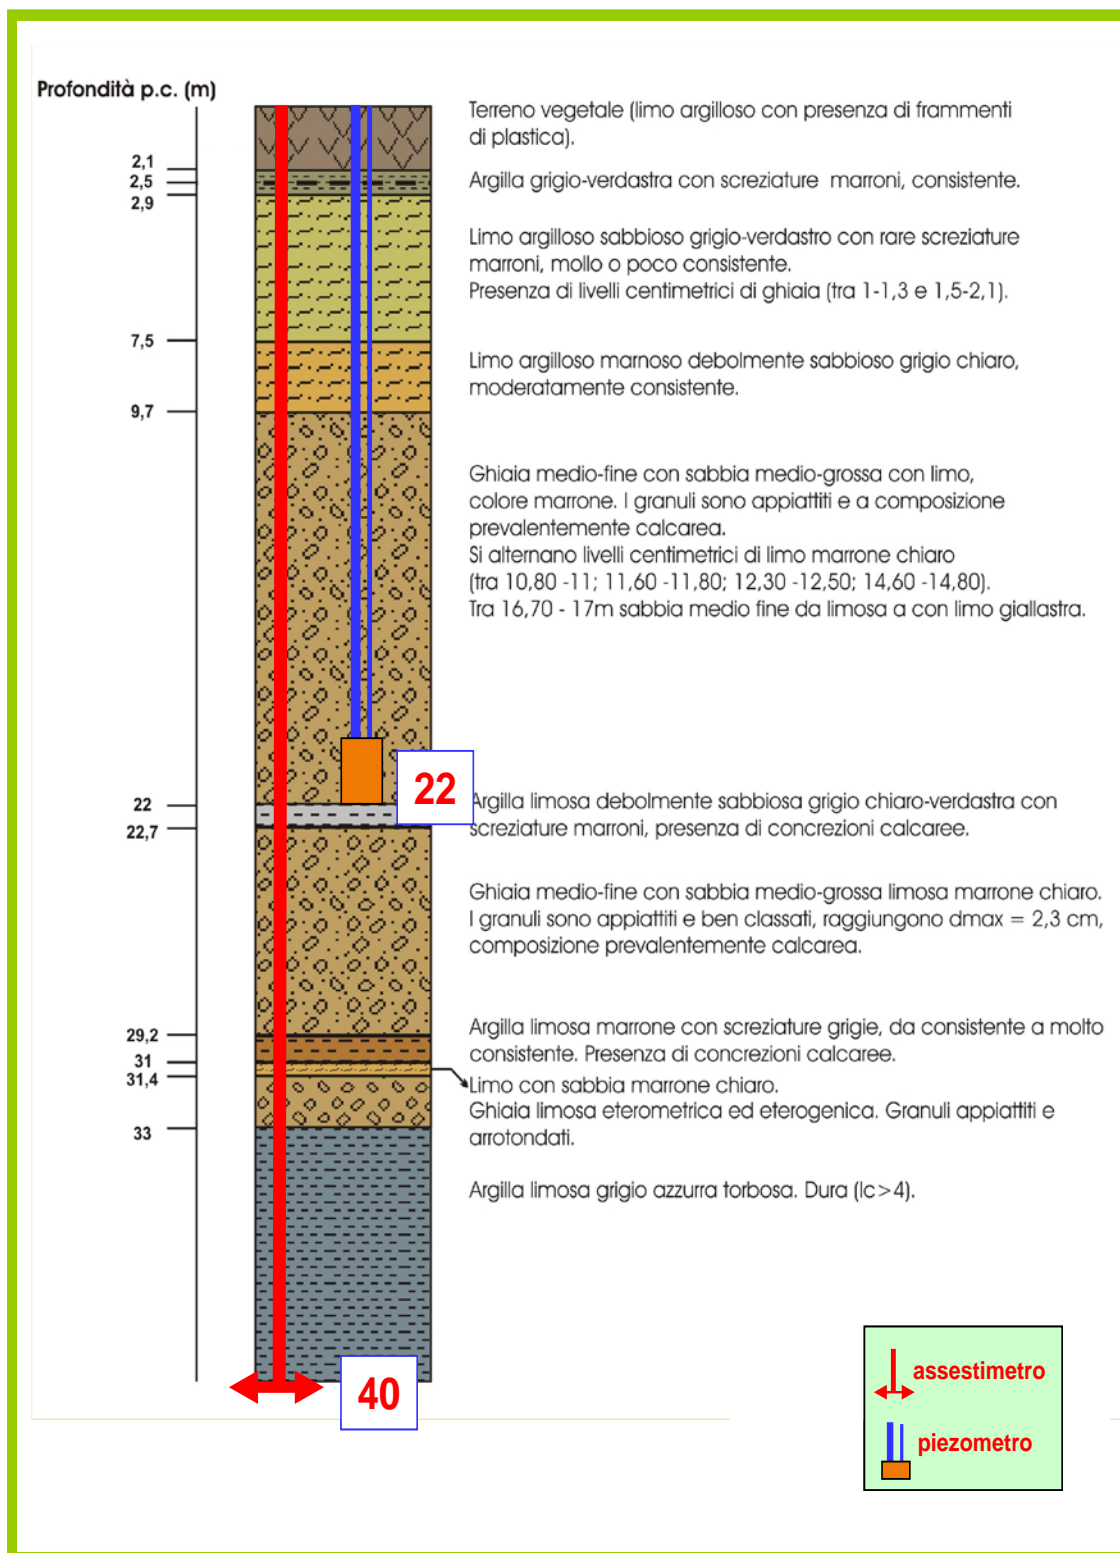 Profondità p.c. (m)
Terreno vegetale (limo argilloso con presenza di frammenti
di plastica).
2,1
2,5
2,9
Argilla grigio-verdastra con screziature marroni, consistente.
Limo argilloso sabbioso grigio-verdastro con rare screziature
marroni, mollo o poco consistente.
Presenza di livelli centimetrici di ghiaia (tra 1-1,3 e 1,5-2,1).
7,5
Limo argilloso marnoso debolmente sabbioso grigio chiaro,
moderatamente consistente.
9,7
Ghiaia medio-fine con sabbia medio-grossa con limo,
colore marrone. I granuli sono appiattiti e a composizione
prevalentemente calcarea.
Si alternano livelli centimetrici di limo marrone chiaro
(tra 10,80 -11; 11,60 -11,80; 12,30 -12,50; 14,60 -14,80).
Tra 16,70 - 17m sabbia medio fine da limosa a con limo giallastra.
22
22
22,7
Argilla limosa debolmente sabbiosa grigio chiaro-verdastra con
screziature marroni, presenza di concrezioni calcaree.
Ghiaia medio-fine con sabbia medio-grossa limosa marrone chiaro.
I granuli sono appiattiti e ben classati, raggiungono dmax = 2,3 cm,
composizione prevalentemente calcarea.
29,2
31
31,4
33
Argilla limosa marrone con screziature grigie, da consistente a molto
consistente. Presenza di concrezioni calcaree.
Limo con sabbia marrone chiaro.
Ghiaia limosa eterometrica ed eterogenica. Granuli appiattiti e
arrotondati.
Argilla limosa grigio azzurra torbosa. Dura (Ic>4).
40
assestimetro
piezometro